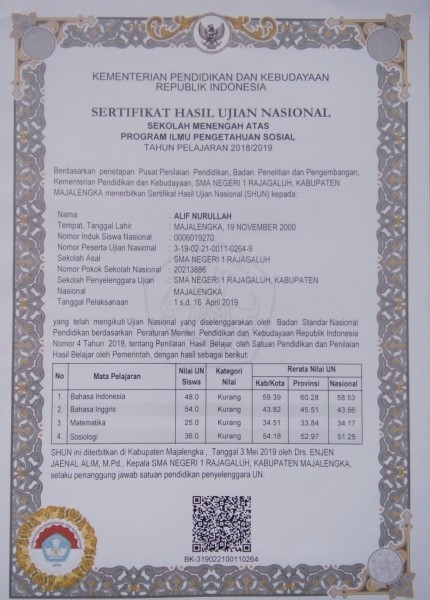 KEMENTERIAN PENDIDIKAN DAN KEBUDAYAAN
REPUBLIK INDONESIA
SERTIFIKAT HASIL UJIAN NASIONAL
SEKOLAH MENENGAH ATAS
PROGRAM ILMU PENGETAHUAN SOSIAL
TAHUN PELAJARAN 2018/2019
Berdasarkan penetapan Pusat Penilaian Pendidikan, Badan Penelitian dan Pengembangan,
Kementerian Pendidikan dan Kebudayaan, SMA NEGERI 1 RAJAGALUH, KABUPATEN
MAJALENGKA menerbitkan Sertifikat Hasil Ujian Nasional (SHUN) kepada:
Nama : ALIF NURULLAH
Tempat, Tanggal Lahir : MAJALENGKA, 19 NOVEMBER 2000
Nomor Induk Siswa Nasional : 0006019270
Nomor Peserta Ujian Nasional : 3-19-02-21-0011-0264-9
Sekolah Asal : SMA NEGERI 1 RAJAGALUH
Nomor Pokok Sekolah Nasional : 20213886
Sekolah Penyelenggara Ujian : SMA NEGERI 1 RAJAGALUH, KABUPATEN
Nasional MAJALENGKA
Tanggal Pelaksanaan : 1 s.d. 16 April 2019
yang telah mengikuti Ujian Nasional yang diselenggarakan oleh Badan Standar Nasional
Pendidikan berdasarkan Peraturan Menteri Pendidikan dan Kebudayaan Republik Indonesia
Nomor 4 Tahun 2018, tentang Penilaian Hasil Belajar oleh Satuan Pendidikan dan Penilaian
Hasil Belajar oleh Pemerintah, dengan hasil sebagai berikut:
No Mata Pelajaran Nilai UN Siswa Kategori Nilai Rerata Nilai UN
Kab/Kota Provinsi Nasional
1. Bahasa Indonesia 48.0 Kurang 59.39 60.28 58.53
2. Bahasa Inggris 54.0 Kurang 43.82 45.51 43.56
3. Matematika 25.0 Kurang 34.51 33.84 34.17
4. Sosiologi 36.0 Kurang 54.18 52.97 51.25
SHUN ini diterbitkan di Kabupaten Majalengka , Tanggal 3 Mei 2019 oleh Drs. ENJEN
JAENAL ALIM, M.Pd., Kepala SMA NEGERI 1 RAJAGALUH, KABUPATEN MAJALENGKA,
selaku penanggung jawab satuan pendidikan penyelenggara UN.
BK-319022100110264
2019